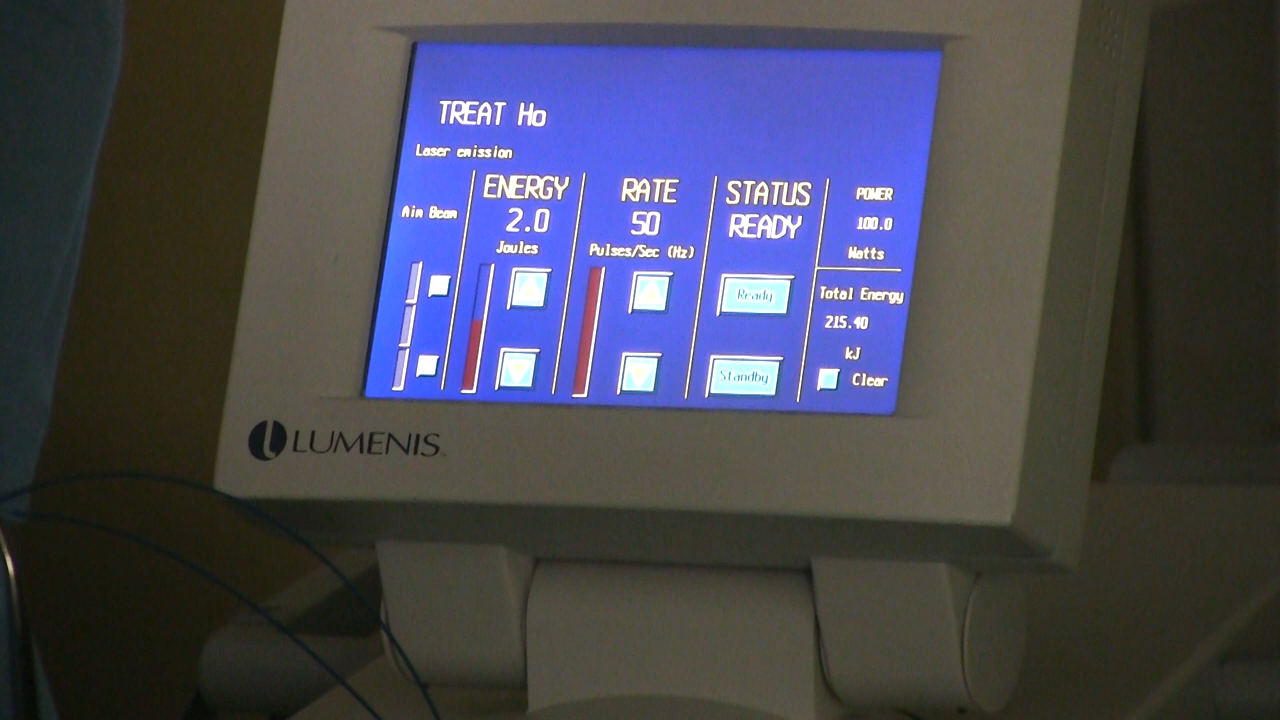 TREAT Ho
Laser emission
Aim Beam
ENERGY
2.0
Joules
RATE
50
Pulses/Sec (Hz)
STATUS
READY
Ready
Standby
POWER
100.0
Watts
Total Energy
215.40
kJ
Clear
LUMENIS